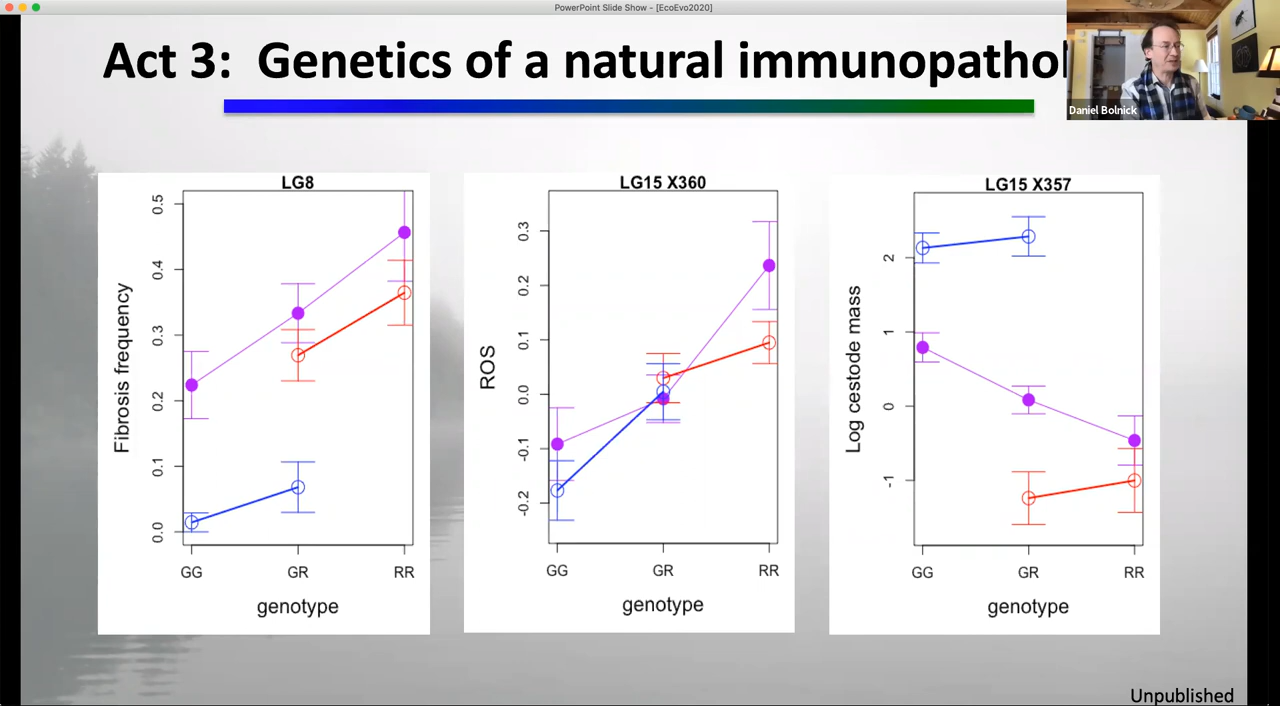 PowerPoint Slide Show - [EcoEvo2020]
Act 3: Genetics of a natural immunopathol
Daniel Bolnick
LG8
Fibrosis frequency
0.5
0.4
0.3
0.2
0.1
0.0
GG GR RR
genotype
LG15 X360
ROS
0.3
0.2
0.1
0.0
-0.1
-0.2
GG GR RR
genotype
LG15 X357
Log cestode mass
2
1
0
-1
GG GR RR
genotype
Unpublished